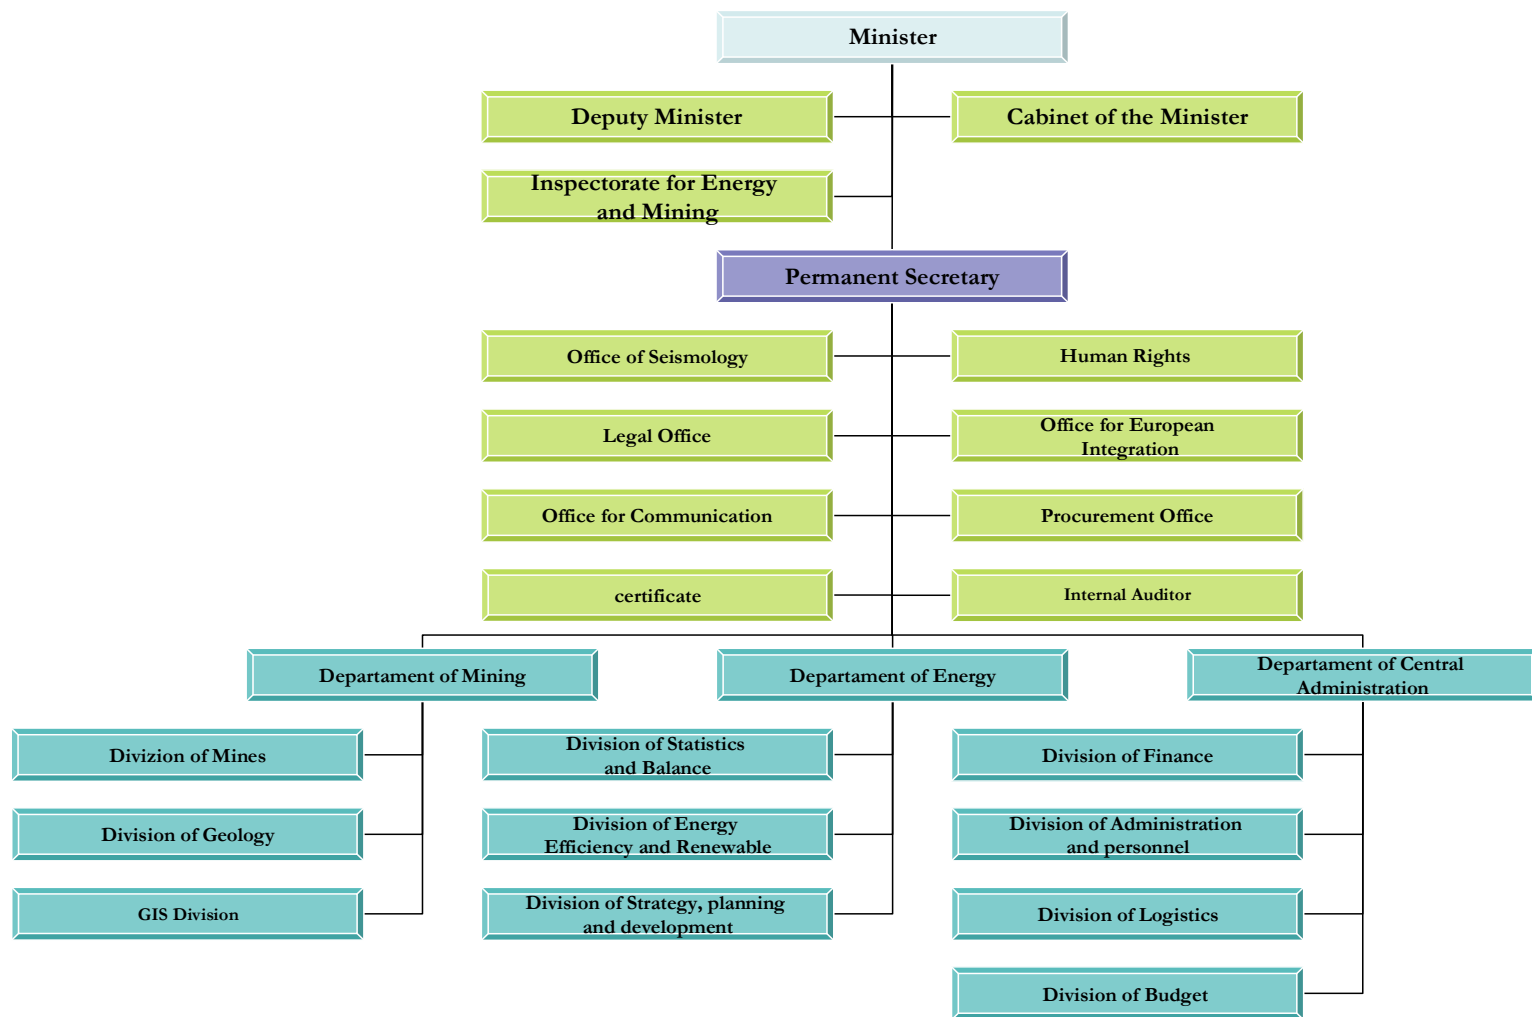 Minister
Deputy Minister
Cabinet of the Minister
Inspectorate for Energy
and Mining
Permanent Secretary
Office of Seismology
Human Rights
Legal Office
Office for European
Integration
Office for Communication
Procurement Office
certificate
Internal Auditor
Departament of Mining
Departament of Energy
Departament of Central
Administration
Divizion of Mines
Division of Statistics
and Balance
Division of Finance
Division of Geology
Division of Energy
Efficiency and Renewable
Division of Administration
and personnel
GIS Division
Division of Strategy, planning
and development
Division of Logistics
Division of Budget